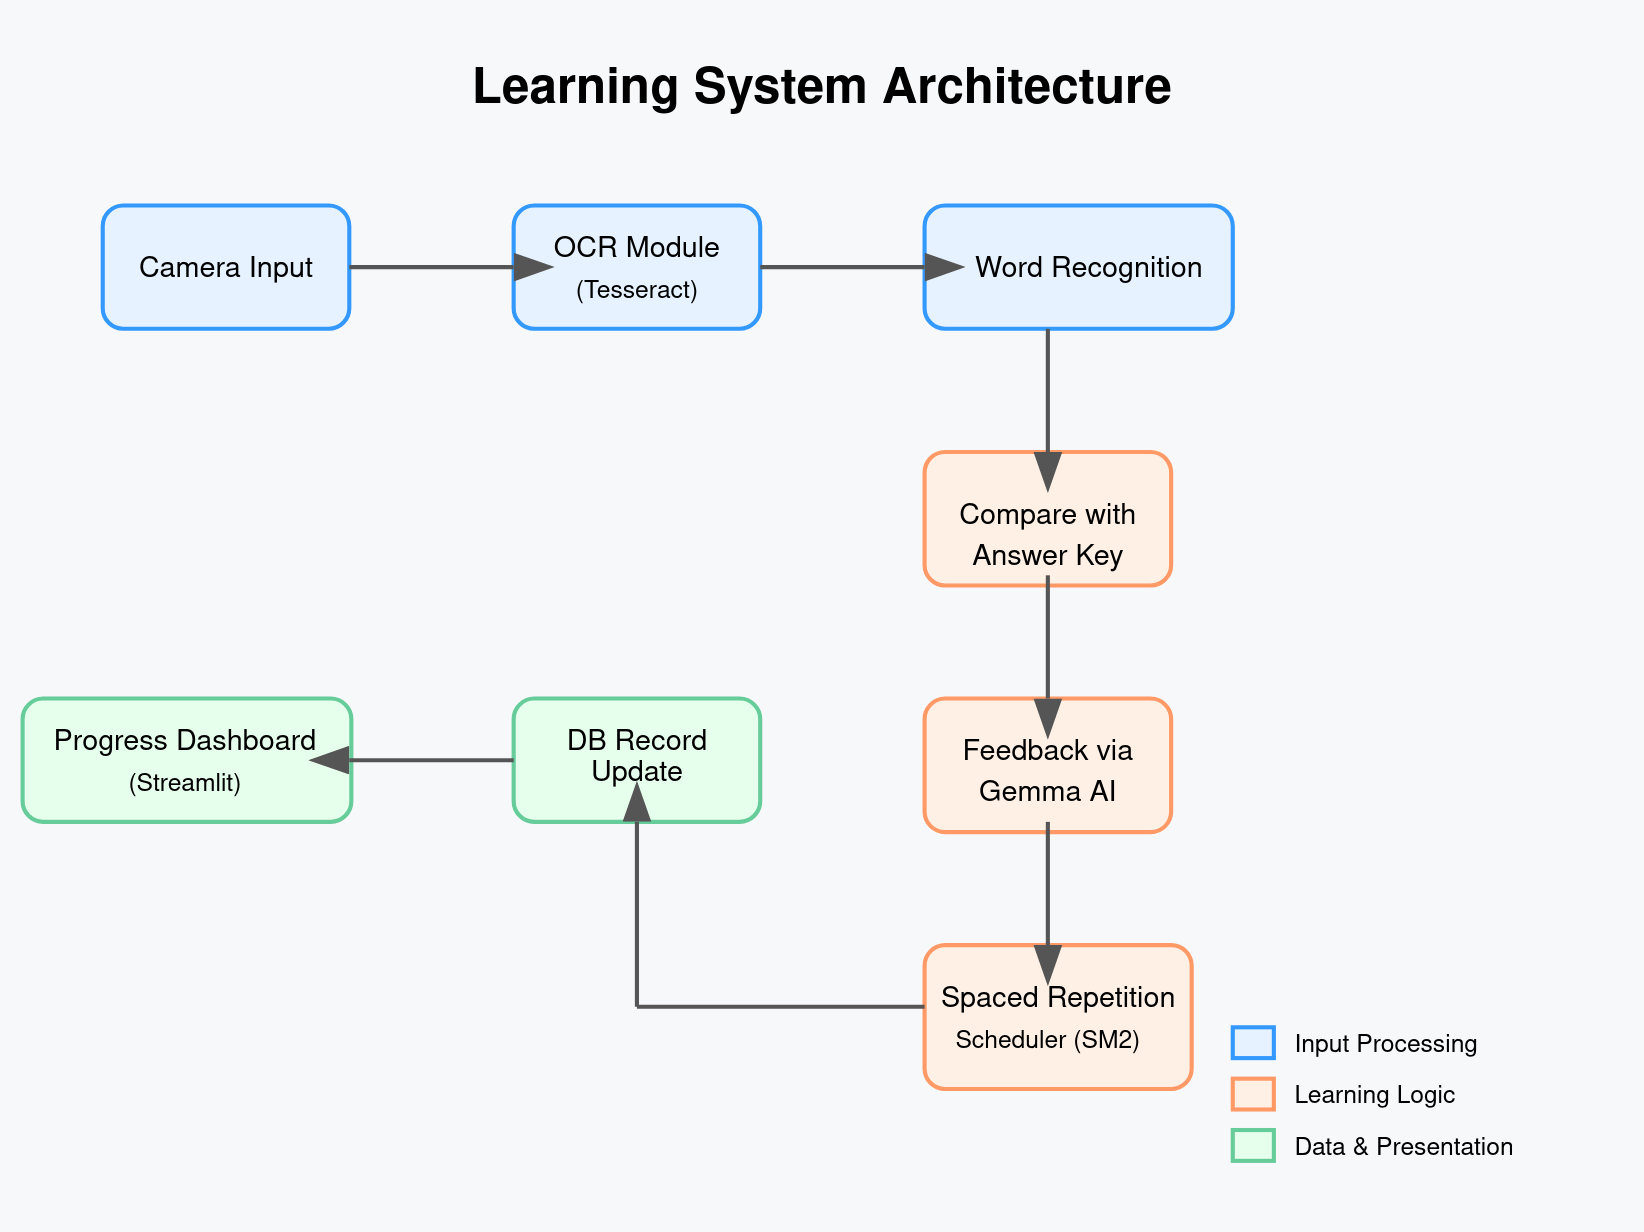 Learning System Architecture
Camera Input
OCR Module
(Tesseract)
Word Recognition
Compare with
Answer Key
Progress Dashboard
(Streamlit)
DB Record
Update
Feedback via
Gemma AI
Spaced Repetition
Scheduler (SM2)
Input Processing
Learning Logic
Data & Presentation